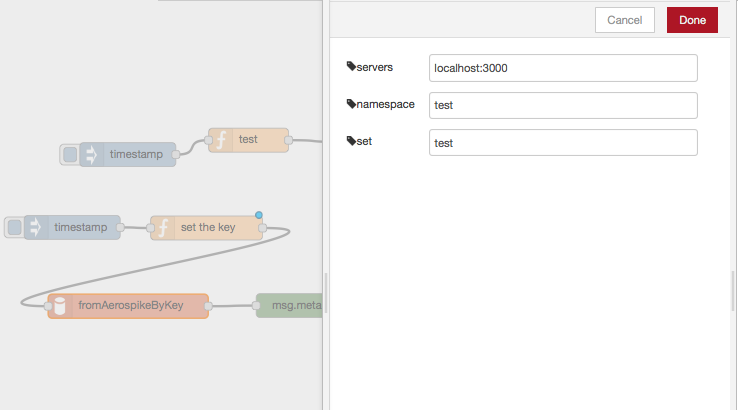 Cancel Done
servers localhost:3000
namespace test
set test
test
timestamp
timestamp set the key
fromAerospikeByKey msg.meta